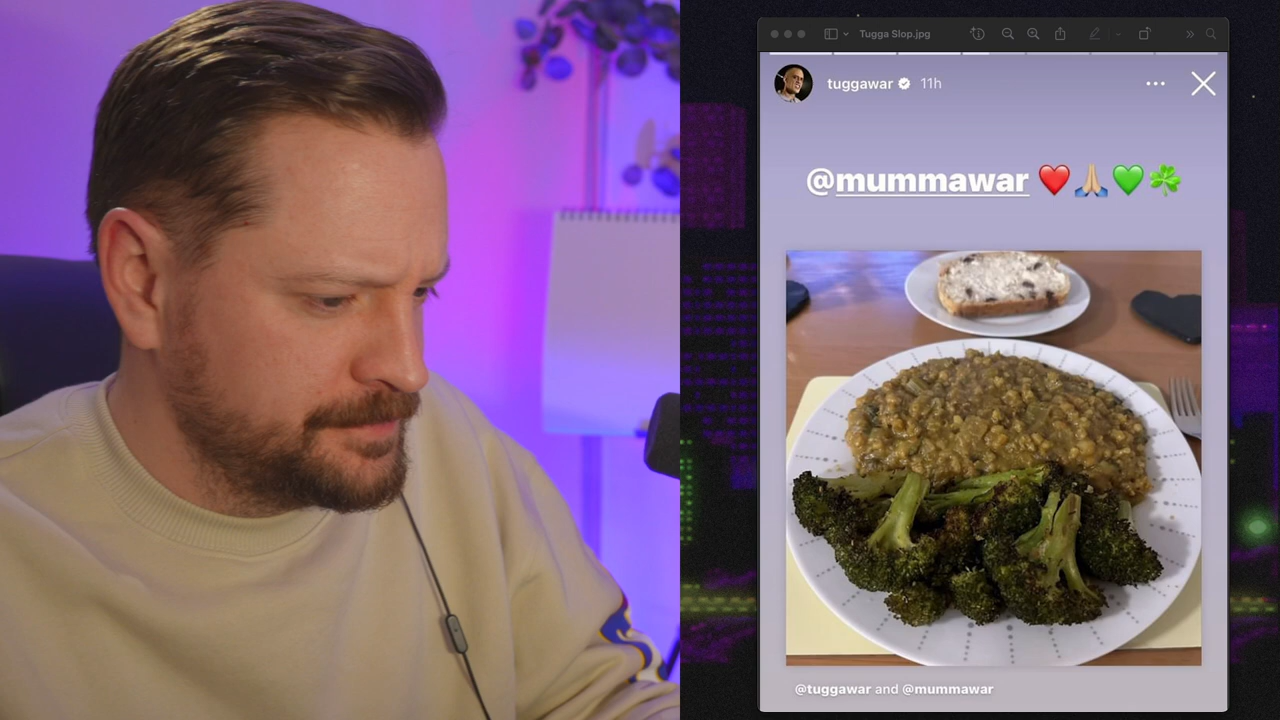 Tugga Slop.jpg
tuggawar 11h
@mummawar ❤️🙏🏼💚☘️
@tuggawar and @mummawar